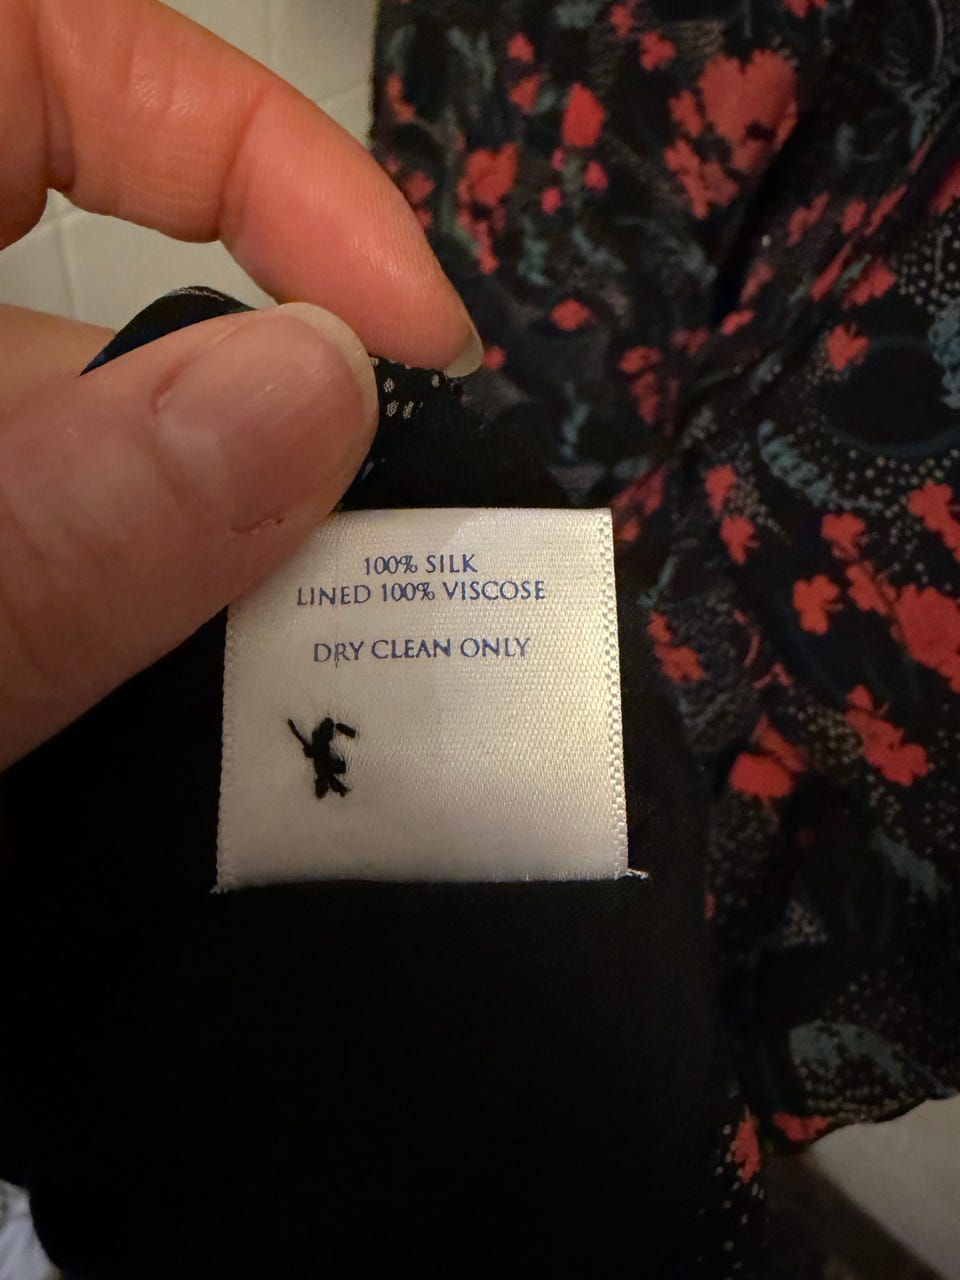 100% SILK
LINED 100% VISCOSE
DRY CLEAN ONLY